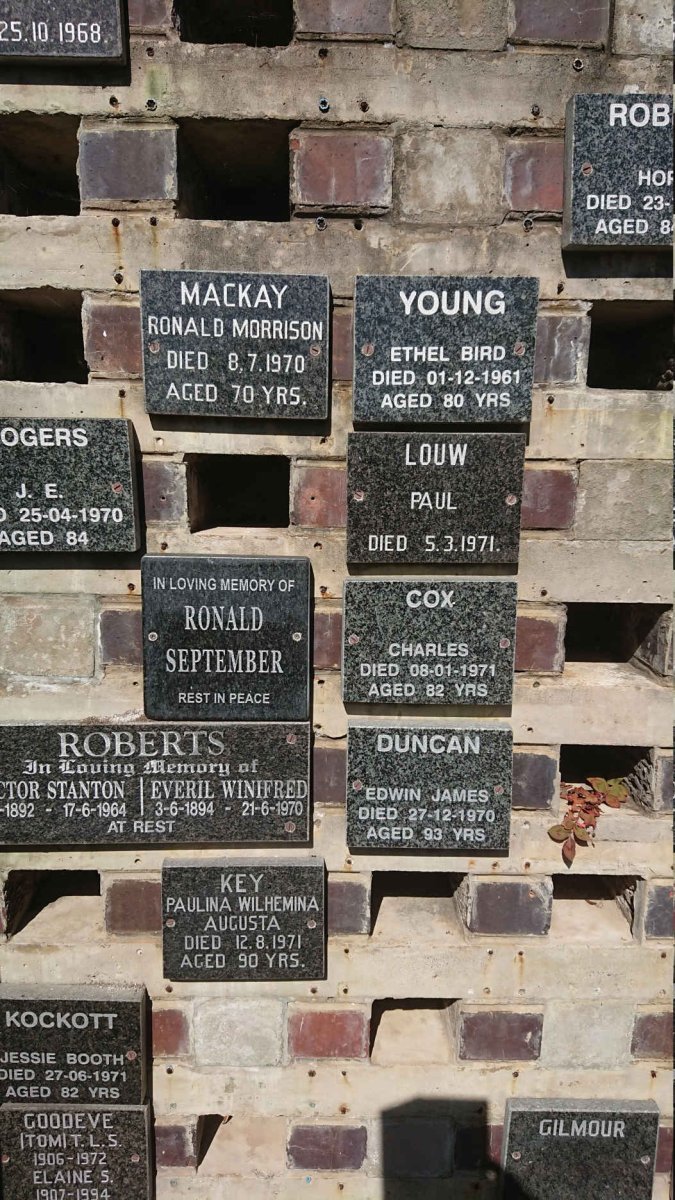 25.10 1968
ROB
HOP
DIED 23-
AGED 84
MACKAY
RONALD MORRISON
DIED 8.7.1970
AGED 70 YRS.
YOUNG
ETHEL BIRD
DIED 01-12-1961
AGED 80 YRS
OGERS
J. E.
D 25-04-1970
AGED 84
LOUW
PAUL
DIED 5.3.1971.
IN LOVING MEMORY OF
RONALD
SEPTEMBER
REST IN PEACE
COX
CHARLES
DIED 08-01-1971
AGED 82 YRS
ROBERTS
In Loving Memory of
CTOR STANTON | EVERIL WINIFRED
-1892 - 17-6-1964 | 3-6-1894 - 21-6-1970
AT REST
DUNCAN
EDWIN JAMES
DIED 27-12-1970
AGED 93 YRS
KEY
PAULINA WILHEMINA
AUGUSTA
DIED 12.8.1971
AGED 90 YRS.
KOCKOTT
JESSIE BOOTH
DIED 27-06-1971
AGED 82 YRS
GOODEVE
(TOM) T. L. S.
1906-1972
ELAINE S.
1907-1994
GILMOUR